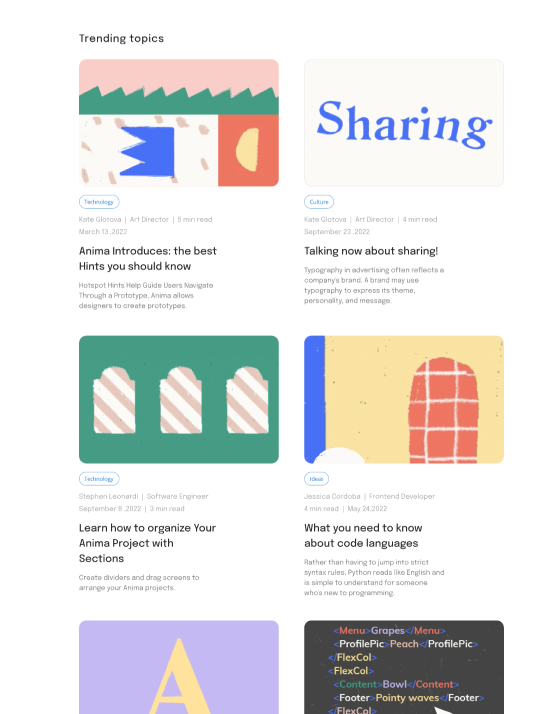 Trending topics
Sharing
Technology
Kate Glotova | Art Director | 5 min read
March 13 ,2022
Anima Introduces: the best
Hints you should know
Hotspot Hints Help Guide Users Navigate
Through a Prototype, Anima allows
designers to create prototypes.
Culture
Kate Glotova | Art Director | 4 min read
September 23 ,2022
Talking now about sharing!
Typography in advertising often reflects a
company's brand. A brand may use
typography to express its theme,
personality, and message.
Technology
Stephen Leonardi | Software Engineer
September 8 ,2022 | 3 min read
Learn how to organize Your
Anima Project with
Sections
Create dividers and drag screens to
arrange your Anima projects.
Ideas
Jessica Cordoba | Frontend Developer
4 min read | May 24,2022
What you need to know
about code languages
Rather than having to jump into strict
syntax rules, Python reads like English and
is simple to understand for someone
who's new to programming.
A
<Menu>Grapes</Menu>
<ProfilePic>Peach</ProfilePic>
</FlexCol>
<FlexCol>
<Content>Bowl</Content>
<Footer>Pointy waves</Footer>
</FlexCol>